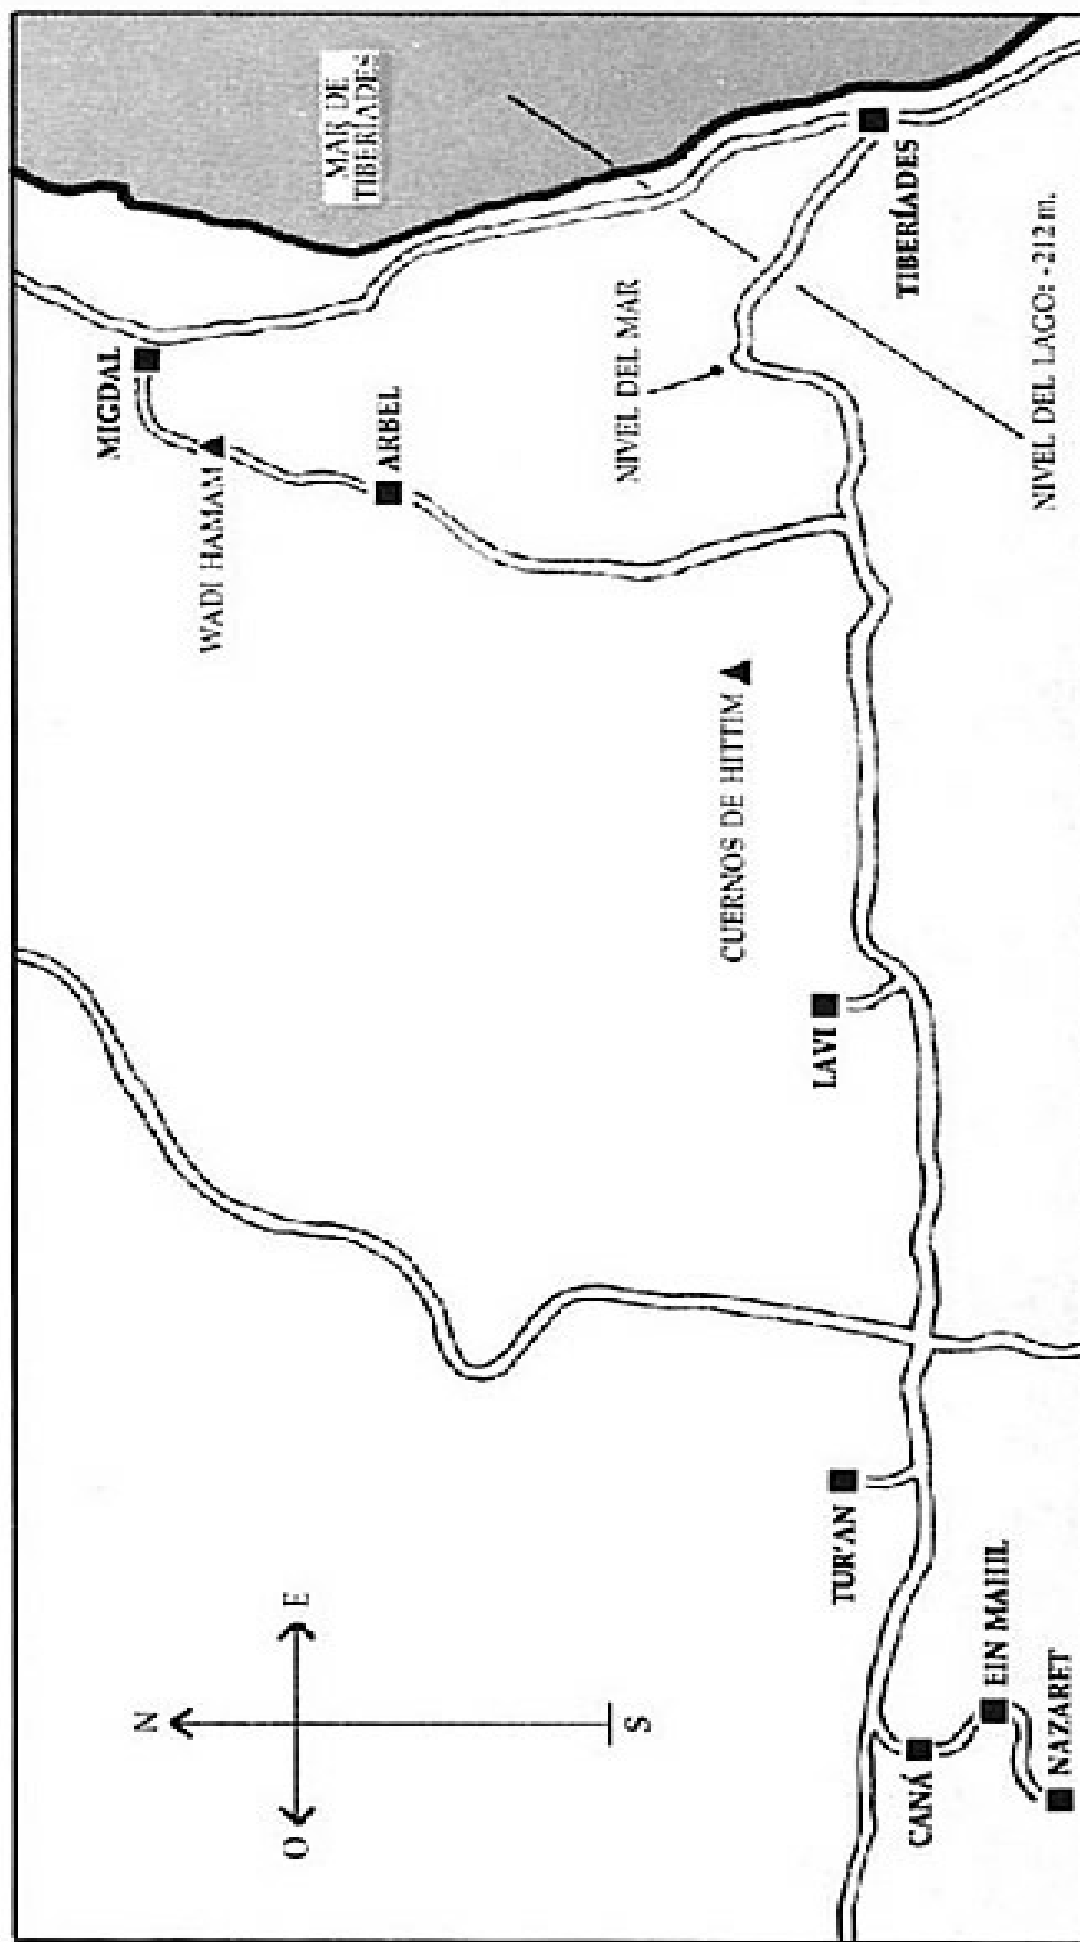 MAR DE
TIBERÍADES
MIGDAL
WADI HAMAM
ARBEL
NIVEL DEL MAR
TIBERÍADES
NIVEL DEL LAGO: -212 m.
CUERNOS DE HITTIM
LAVI
TUR'AN
N
O
E
S
CANÁ
EIN MAHIL
NAZARET